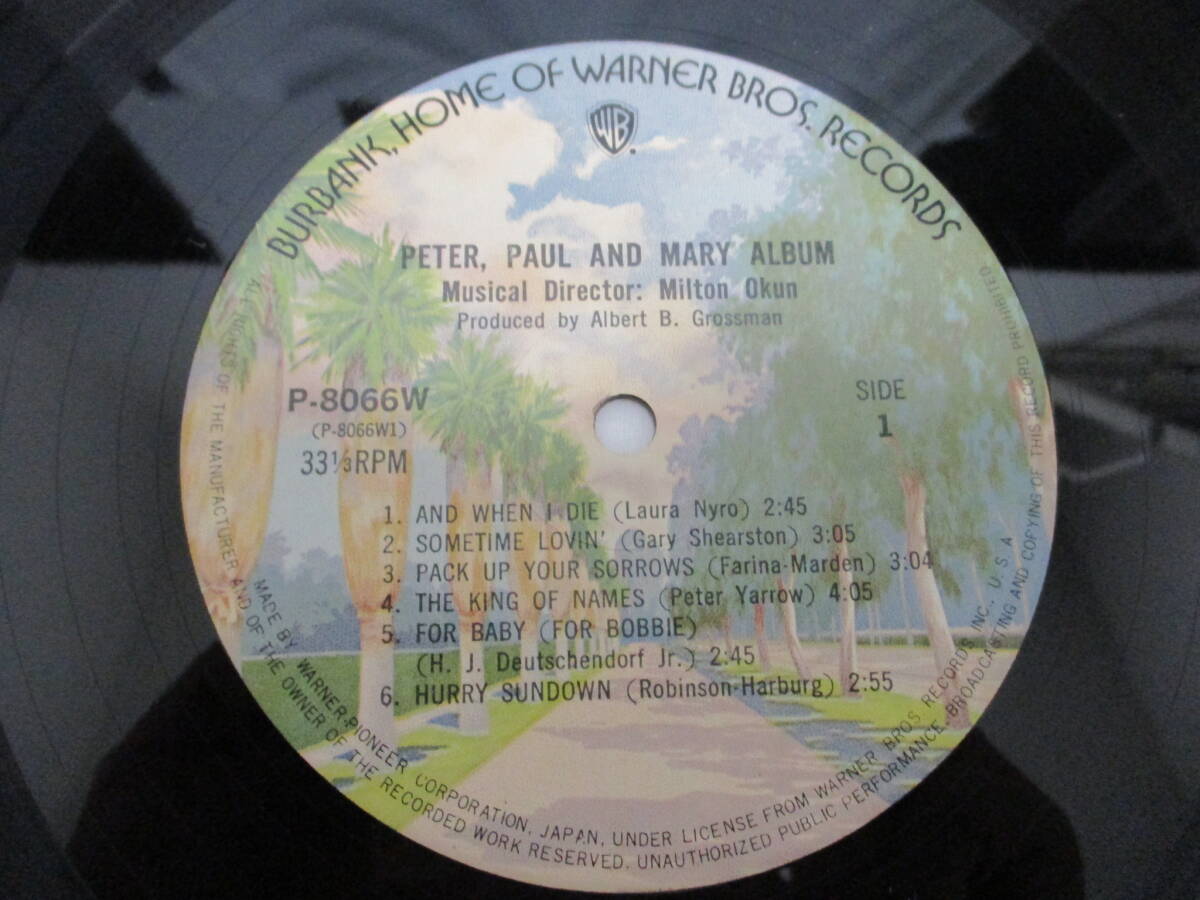 BURBANK, HOME OF WARNER BROS. RECORDS
WB
PETER, PAUL AND MARY ALBUM
Musical Director: Milton Okun
Produced by Albert B. Grossman
P-8066W
(P-8066W1)
33⅓RPM
SIDE
1
1. AND WHEN I DIE (Laura Nyro) 2:45
2. SOMETIME LOVIN' (Gary Shearston) 3:05
3. PACK UP YOUR SORROWS (Farina-Marden) 3:04
4. THE KING OF NAMES (Peter Yarrow) 4:05
5. FOR BABY (FOR BOBBIE)
(H. J. Deutschendorf Jr.) 2:45
6. HURRY SUNDOWN (Robinson-Harburg) 2:55
MADE BY WARNER-PIONEER CORPORATION, JAPAN, UNDER LICENSE FROM WARNER BROS RECORDS INC., U. S. A.
ALL RIGHTS OF THE MANUFACTURER AND OF THE OWNER OF THE RECORDED WORK RESERVED. UNAUTHORIZED PUBLIC PERFORMANCE, BROADCASTING AND COPYING OF THIS RECORD PROHIBITED